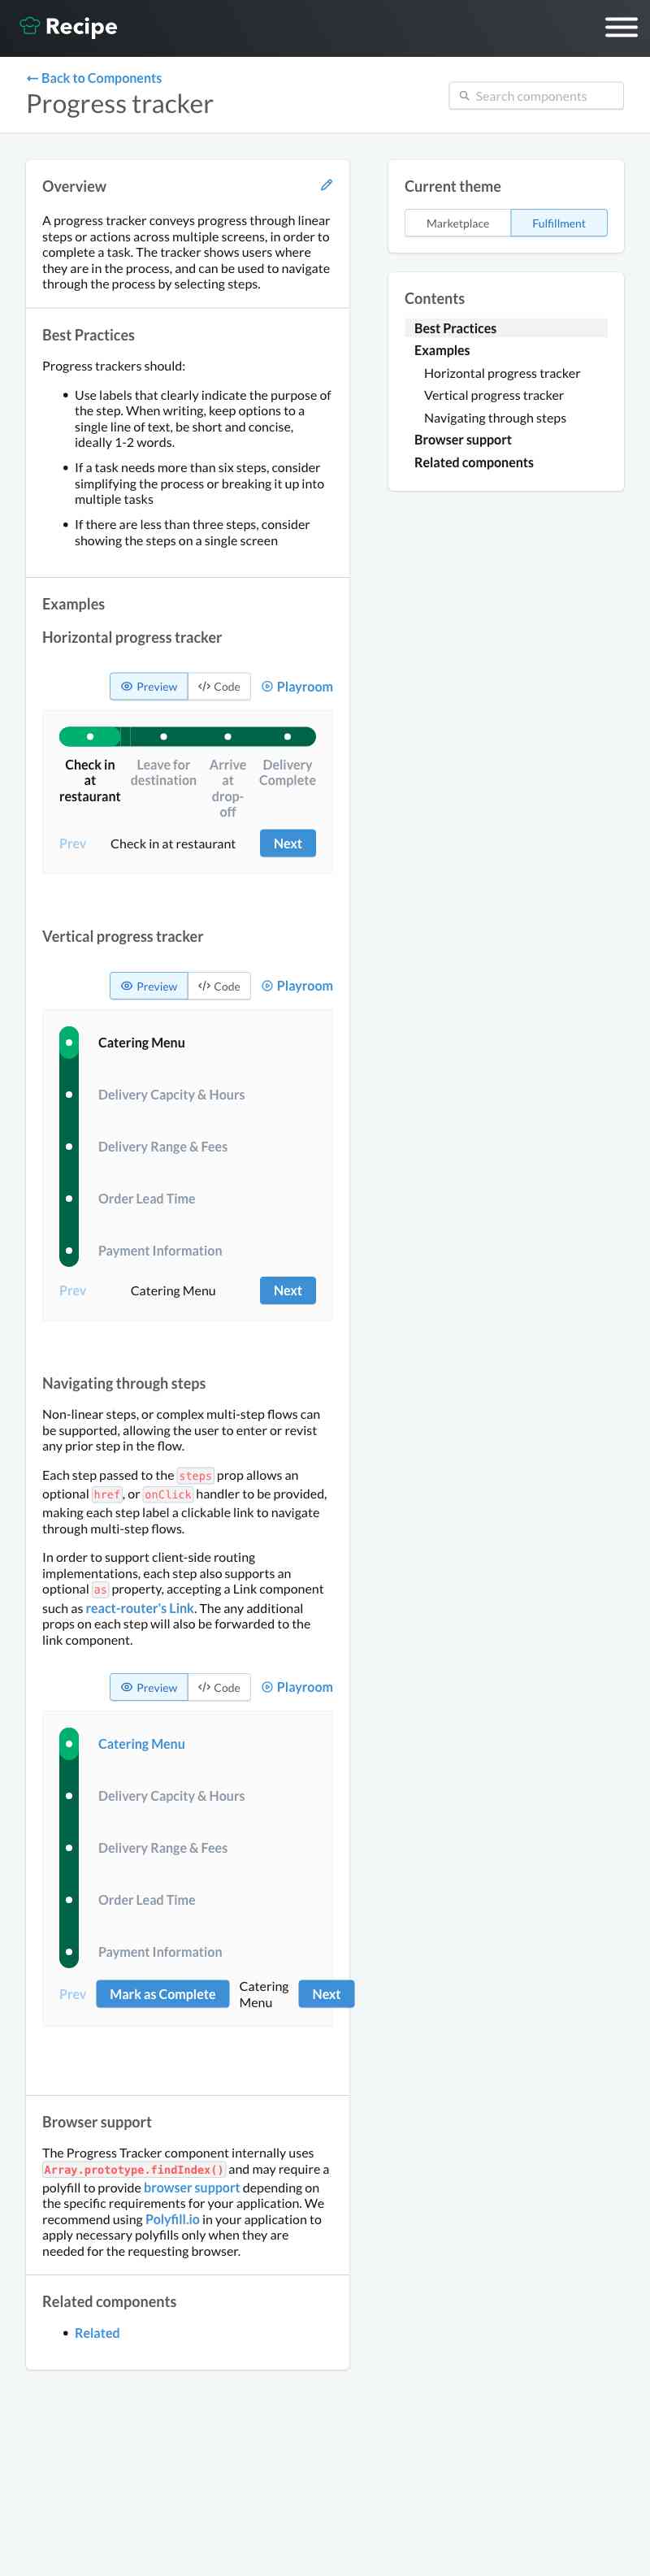 Recipe
← Back to Components
Progress tracker
Search components
Overview
A progress tracker conveys progress through linear
steps or actions across multiple screens, in order to
complete a task. The tracker shows users where
they are in the process, and can be used to navigate
through the process by selecting steps.
Best Practices
Progress trackers should:
• Use labels that clearly indicate the purpose of
the step. When writing, keep options to a
single line of text, be short and concise,
ideally 1-2 words.
• If a task needs more than six steps, consider
simplifying the process or breaking it up into
multiple tasks
• If there are less than three steps, consider
showing the steps on a single screen
Examples
Horizontal progress tracker
Preview </> Code Playroom
Check in
at
restaurant
Leave for
destination
Arrive
at
drop-
off
Delivery
Complete
Prev Check in at restaurant Next
Vertical progress tracker
Preview </> Code Playroom
Catering Menu
Delivery Capcity & Hours
Delivery Range & Fees
Order Lead Time
Payment Information
Prev Catering Menu Next
Navigating through steps
Non-linear steps, or complex multi-step flows can
be supported, allowing the user to enter or revist
any prior step in the flow.
Each step passed to the steps prop allows an
optional href, or onClick handler to be provided,
making each step label a clickable link to navigate
through multi-step flows.
In order to support client-side routing
implementations, each step also supports an
optional as property, accepting a Link component
such as react-router's Link. The any additional
props on each step will also be forwarded to the
link component.
Preview </> Code Playroom
Catering Menu
Delivery Capcity & Hours
Delivery Range & Fees
Order Lead Time
Payment Information
Prev Mark as Complete Catering
Menu Next
Browser support
The Progress Tracker component internally uses
Array.prototype.findIndex() and may require a
polyfill to provide browser support depending on
the specific requirements for your application. We
recommend using Polyfill.io in your application to
apply necessary polyfills only when they are
needed for the requesting browser.
Related components
• Related
Current theme
Marketplace Fulfillment
Contents
Best Practices
Examples
Horizontal progress tracker
Vertical progress tracker
Navigating through steps
Browser support
Related components